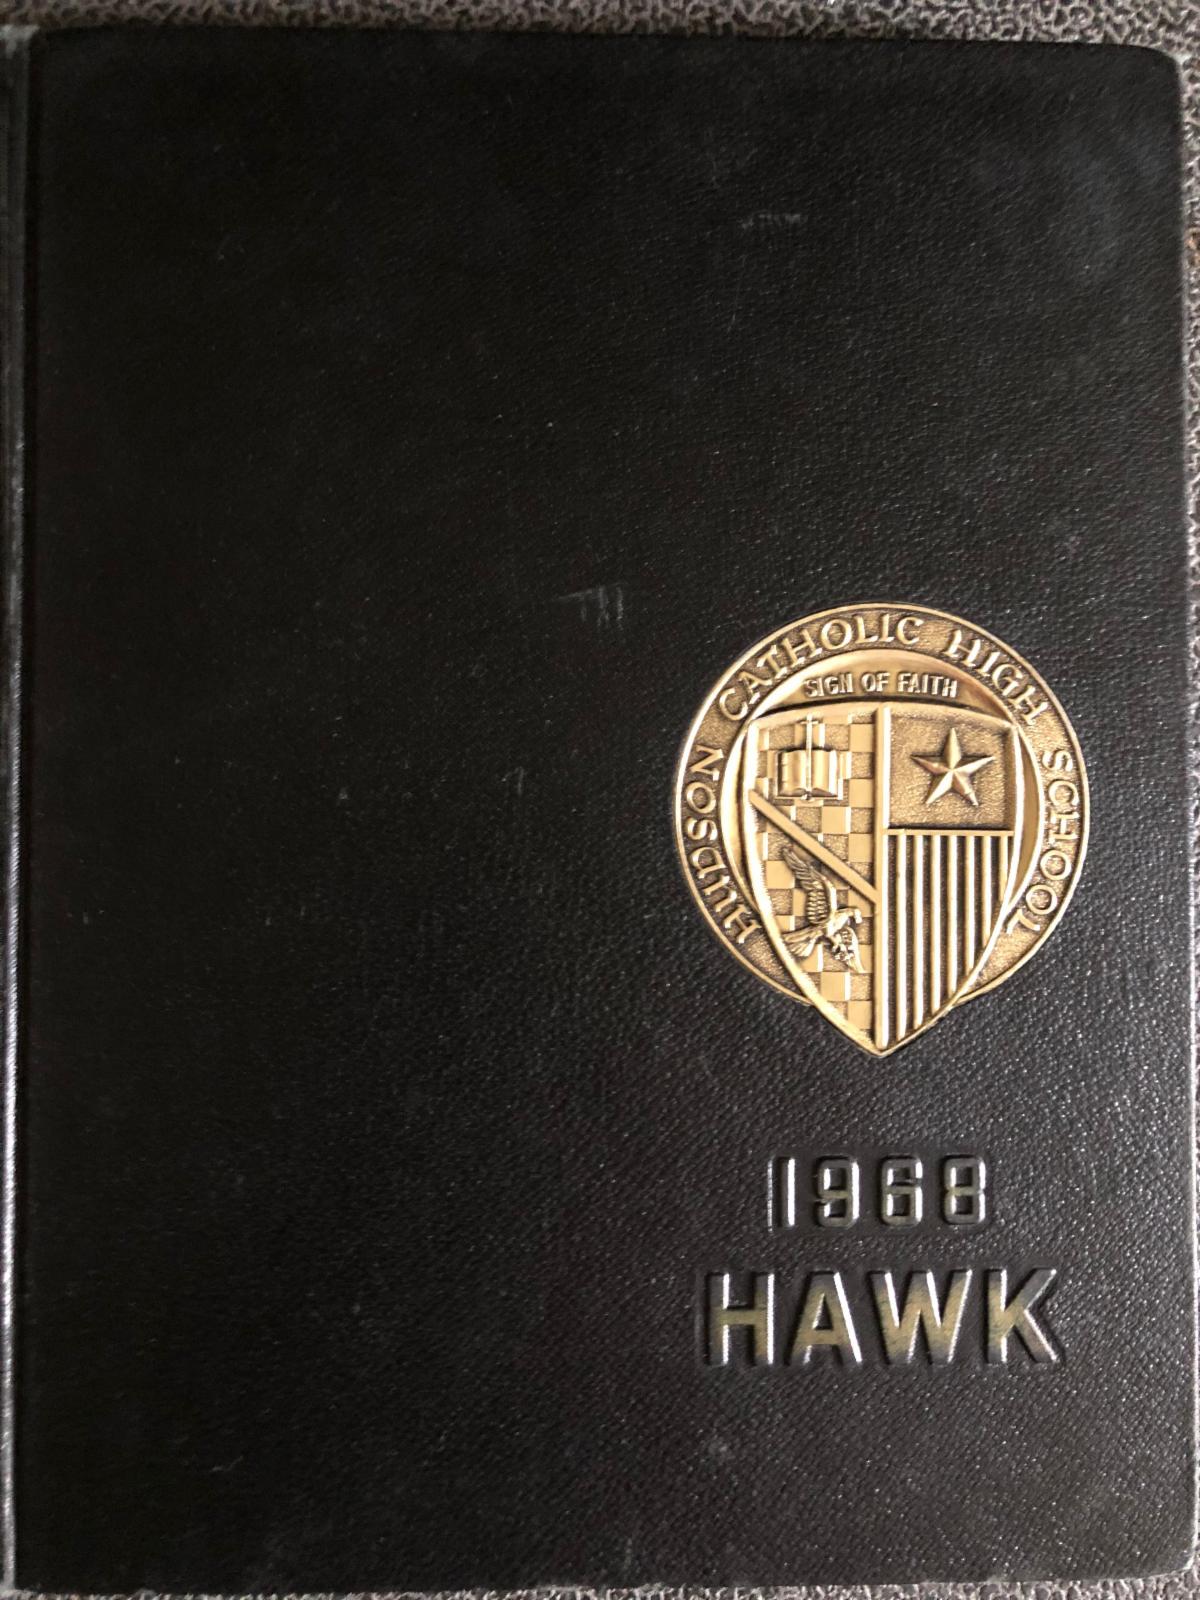 HUDSON CATHOLIC HIGH SCHOOL
SIGN OF FAITH
1968
HAWK